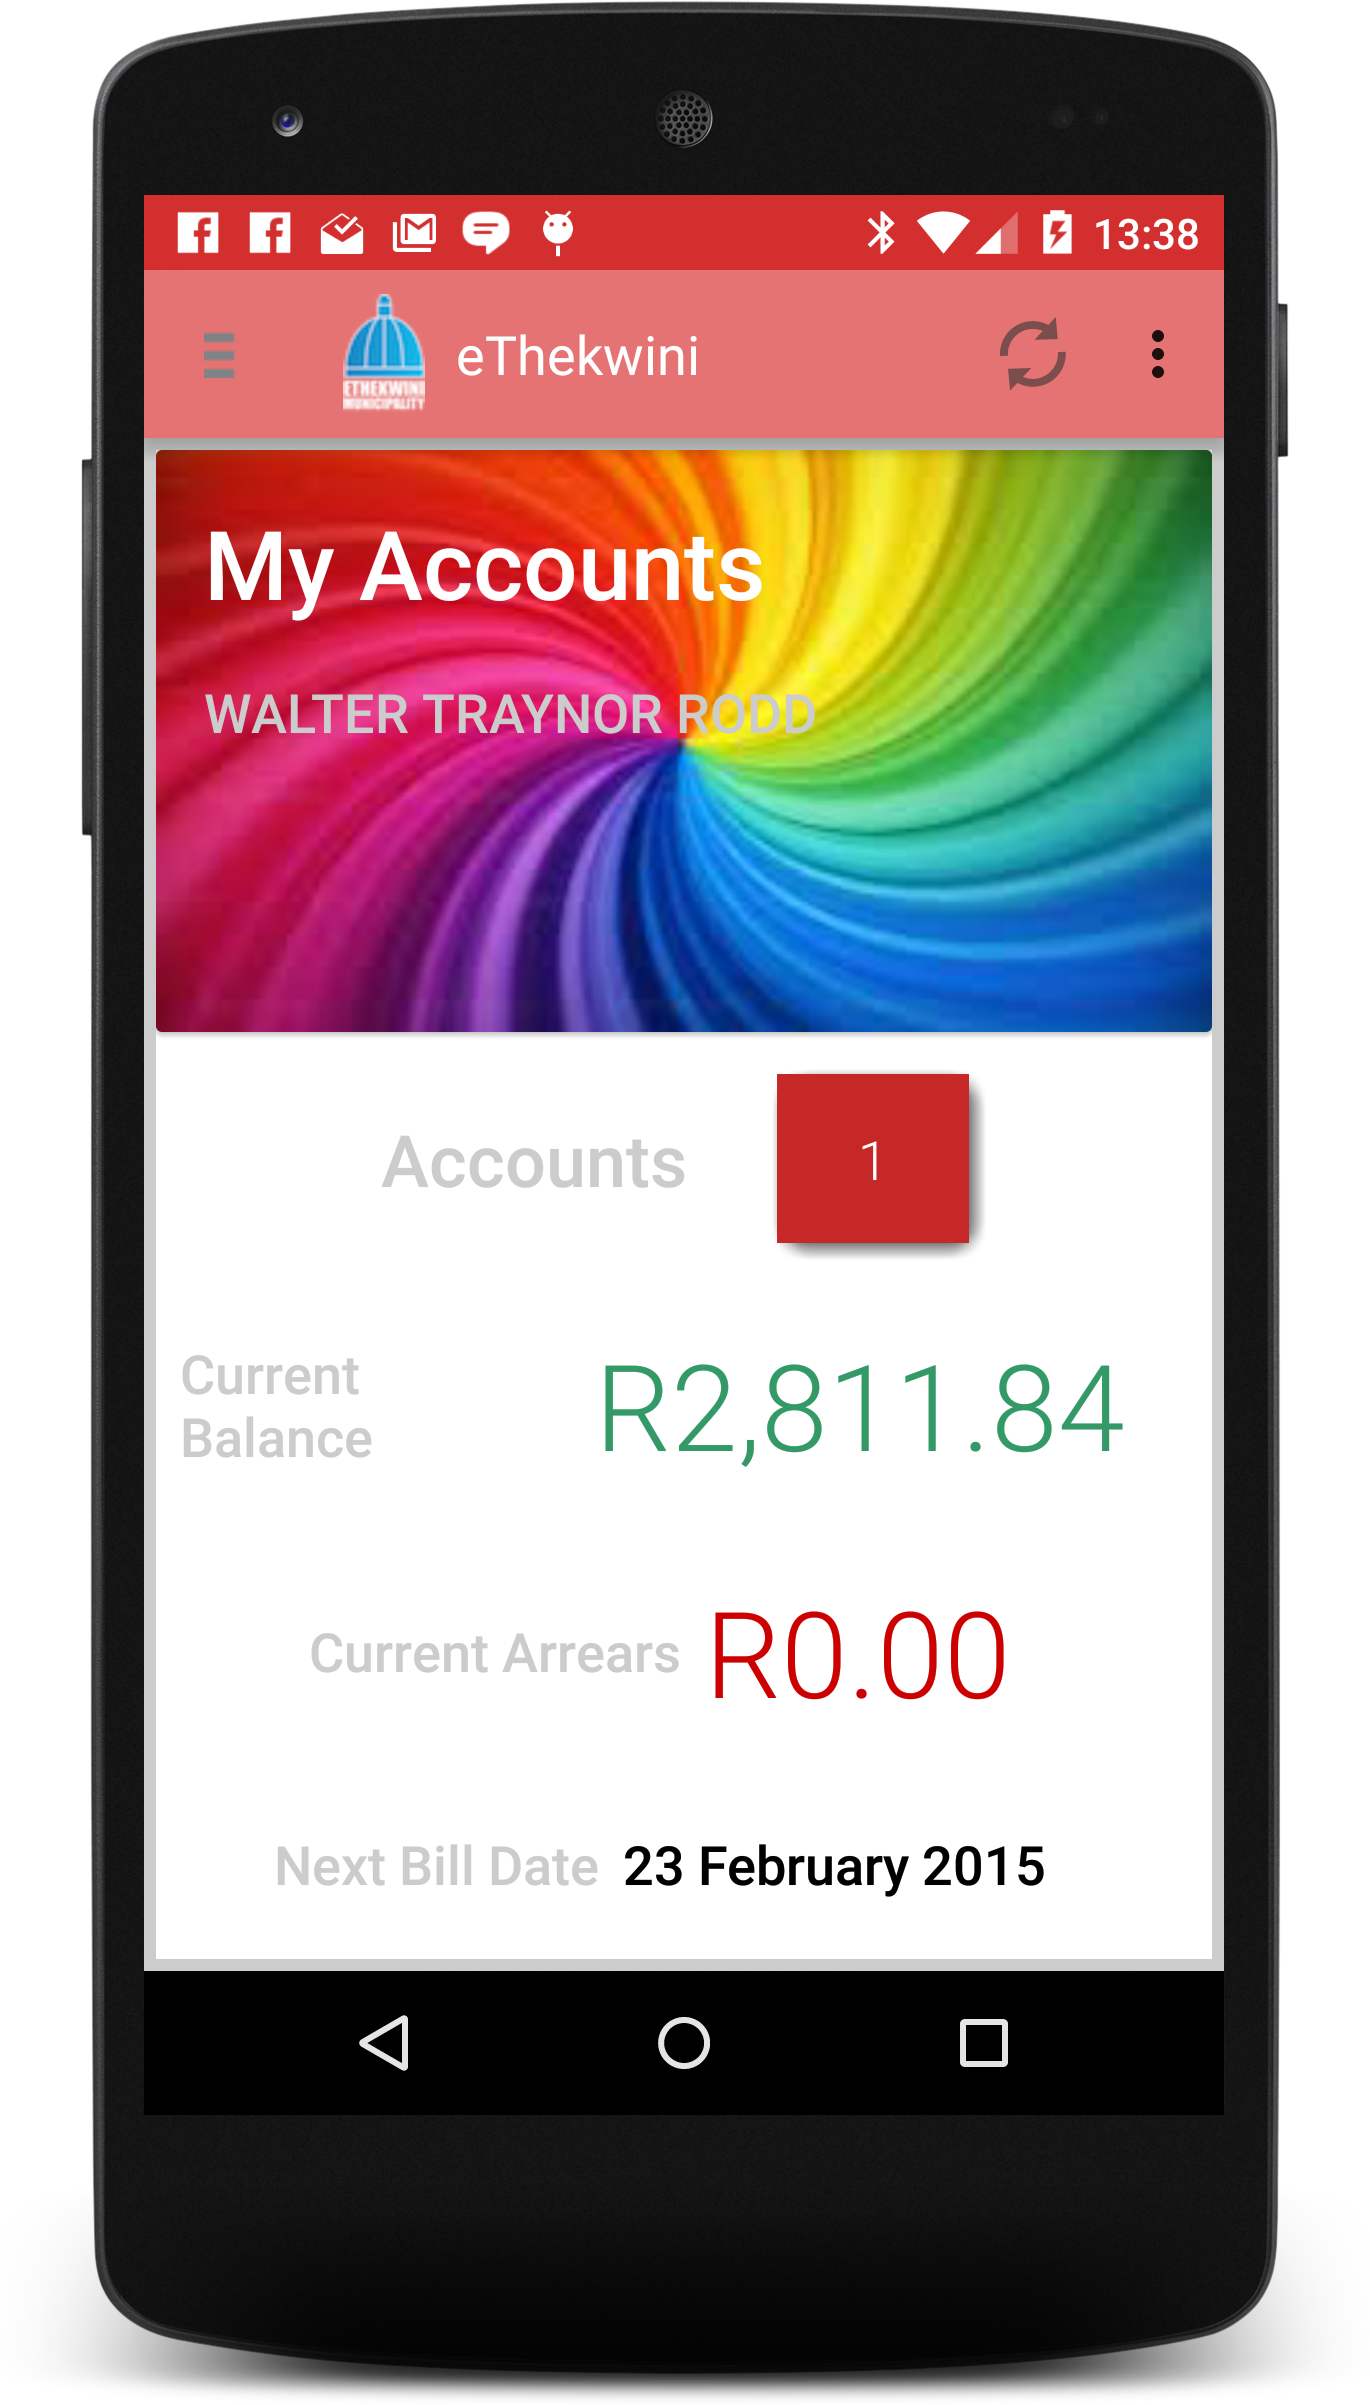 13:38
ETHEKWINI
MUNICIPALITY
eThekwini
My Accounts
WALTER TRAYNOR RODD
Accounts
1
Current
Balance
R2,811.84
Current Arrears R0.00
Next Bill Date 23 February 2015